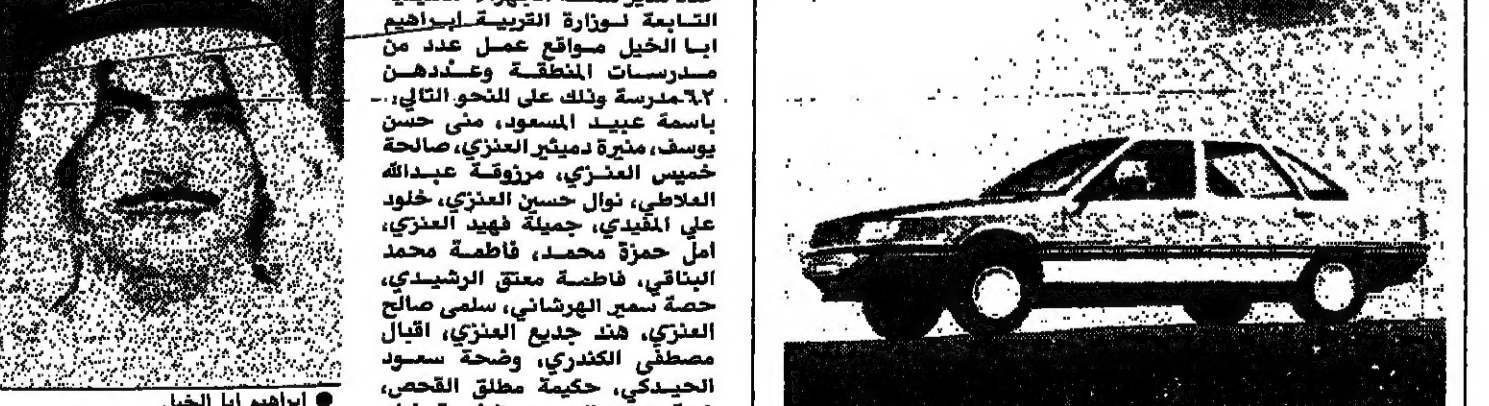 التابعة لوزارة التربية إبراهيم
ابا الخيل مواقع عمل عدد من
مدرسات المنطقة وعددهن
٦٢ مدرسة وذلك على النحو التالي:
باسمة عبيد المسعود، منى حسن
يوسف، منيرة دميثير العنزي، صالحة
خميس العنزي، مرزوقة عبدالله
العلاطي، نوال حسين العنزي، خلود
علي المفيدي، جميلة فهيد العنزي،
امل حمزة محمد، فاطمة محمد
البناقي، فاطمة معتق الرشيدي،
حصة سمير الهرشاني، سلمى صالح
العنزي، هند جديع العنزي، اقبال
مصطفى الكندري، وضحة سعود
الحيدكي، حكيمة مطلق القحص،
● إبراهيم ابا الخيل